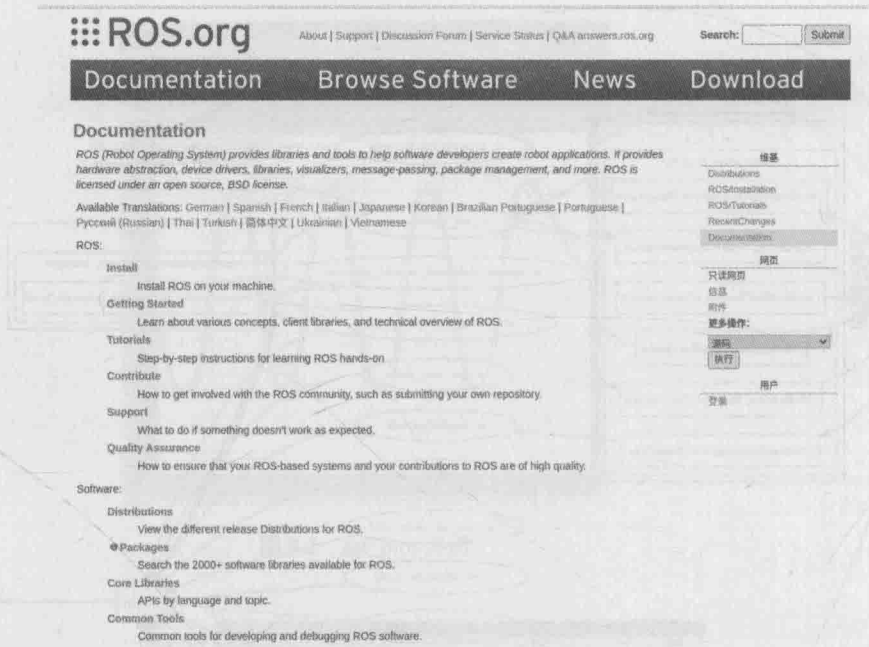 ROS.org
About | Support | Discussion Forum | Service Status | Q&A answers.ros.org
Search:
Submit
Documentation
Browse Software
News
Download
Documentation
ROS (Robot Operating System) provides libraries and tools to help software developers create robot applications. It provides
hardware abstraction, device drivers, libraries, visualizers, message-passing, package management, and more. ROS is
licensed under an open source, BSD license.
Available Translations: German | Spanish | French | Italian | Japanese | Korean | Brazilian Portuguese | Portuguese |
Русский (Russian) | Thai | Turkish | 简体中文 | Ukrainian | Vietnamese
ROS:
Install
Install ROS on your machine.
Getting Started
Learn about various concepts, client libraries, and technical overview of ROS.
Tutorials
Step-by-step instructions for learning ROS hands-on
Contribute
How to get involved with the ROS community, such as submitting your own repository.
Support
What to do if something doesn't work as expected.
Quality Assurance
How to ensure that your ROS-based systems and your contributions to ROS are of high quality.
Software:
Distributions
View the different release Distributions for ROS.
Packages
Search the 2000+ software libraries available for ROS.
Core Libraries
APIs by language and topic.
Common Tools
Common tools for developing and debugging ROS software.
维基
Distributions
ROS/Installation
ROS/Tutorials
RecentChanges
Documentation
网页
只读网页
信息
附件
更多操作:
源码
执行
用户
登录